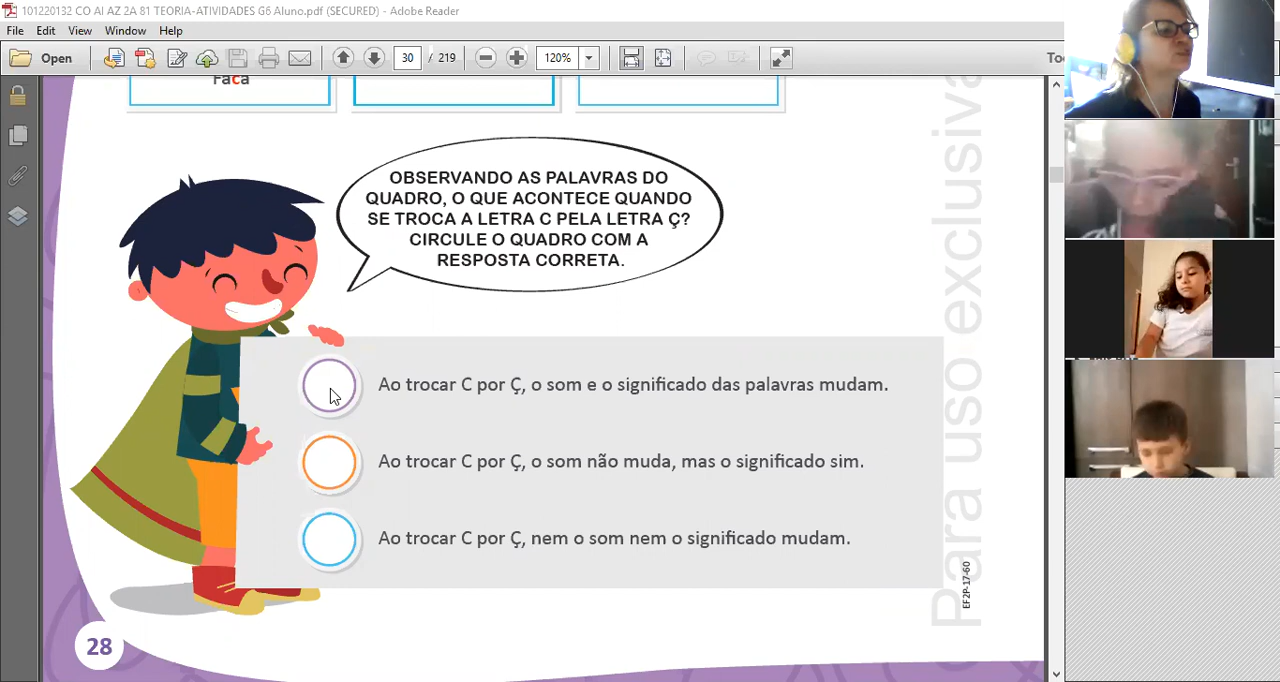 101220132 CO AI AZ 2A 81 TEORIA-ATIVIDADES G6 Aluno.pdf (SECURED) - Adobe Reader
File Edit View Window Help
Open 30 / 219 120%
Faca
OBSERVANDO AS PALAVRAS DO
QUADRO, O QUE ACONTECE QUANDO
SE TROCA A LETRA C PELA LETRA Ç?
CIRCULE O QUADRO COM A
RESPOSTA CORRETA.
Ao trocar C por Ç, o som e o significado das palavras mudam.
Ao trocar C por Ç, o som não muda, mas o significado sim.
Ao trocar C por Ç, nem o som nem o significado mudam.
Para uso exclusiva
EF2P-17-60
28